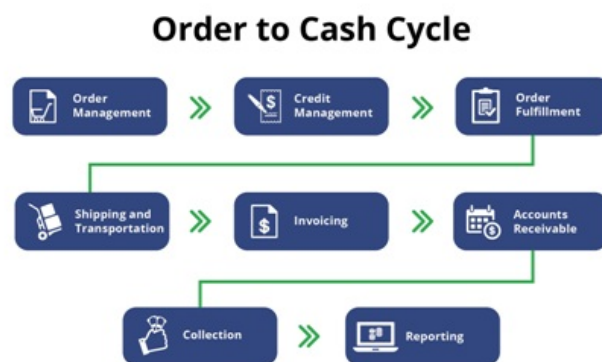 Order to Cash Cycle
Order
Management
Credit
Management
Order
Fulfillment
Shipping and
Transportation
Invoicing
Accounts
Receivable
Collection
Reporting